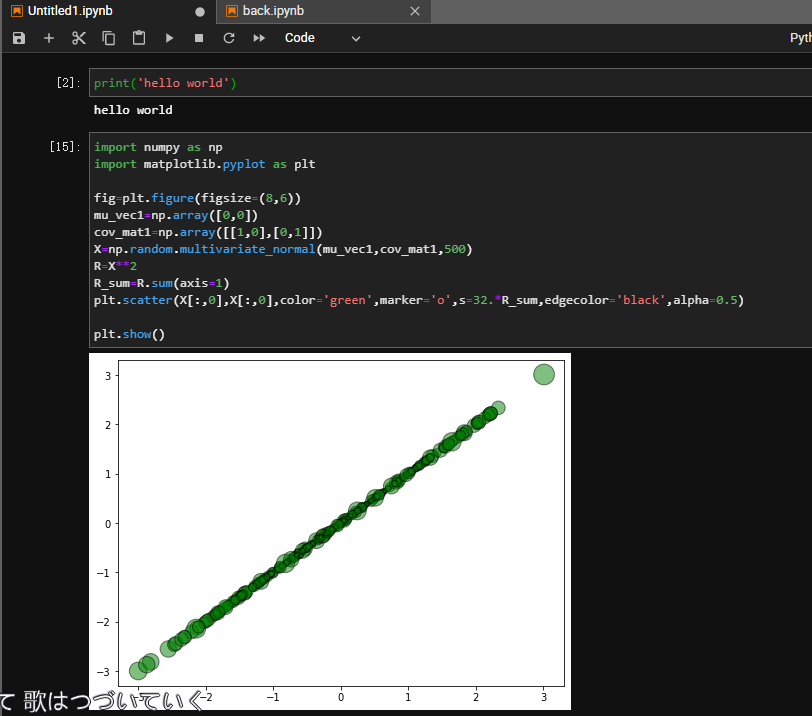 Untitled1.ipynb
back.ipynb
Code
[2]:
print('hello world')
hello world
[15]:
import numpy as np
import matplotlib.pyplot as plt
fig=plt.figure(figsize=(8,6))
mu_vec1=np.array([0,0])
cov_mat1=np.array([[1,0],[0,1]])
X=np.random.multivariate_normal(mu_vec1,cov_mat1,500)
R=X**2
R_sum=R.sum(axis=1)
plt.scatter(X[:,0],X[:,0],color='green',marker='o',s=32.*R_sum,edgecolor='black',alpha=0.5)
plt.show()
3
2
1
0
−1
−2
−3
−2 −1 0 1 2 3
て 歌はつづいていく